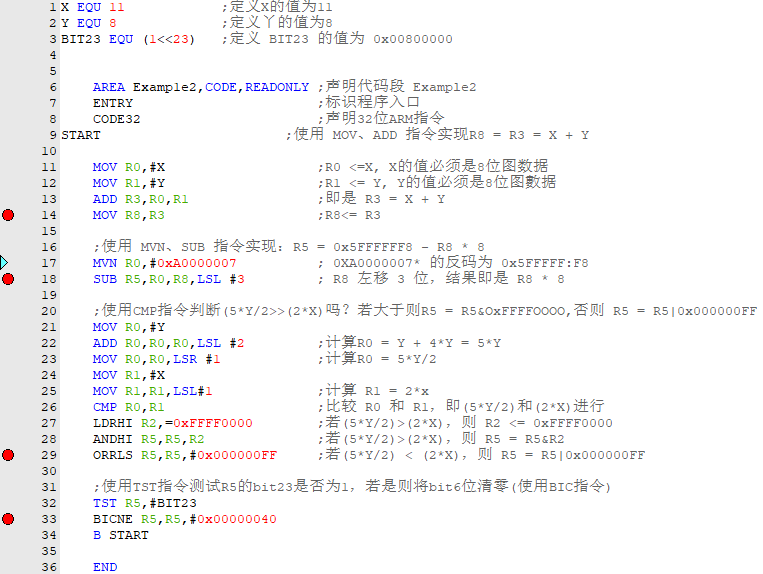 1 X EQU 11 ;定义X的值为11
2 Y EQU 8 ;定义丫的值为8
3 BIT23 EQU (1<<23) ;定义 BIT23 的值为 0x00800000
4
5
6 AREA Example2,CODE,READONLY ;声明代码段 Example2
7 ENTRY ;标识程序入口
8 CODE32 ;声明32位ARM指令
9 START ;使用 MOV、ADD 指令实现R8 = R3 = X + Y
10
11 MOV R0,#X ;R0 <=X, X的值必须是8位图数据
12 MOV R1,#Y ;R1 <= Y, Y的值必须是8位图數据
13 ADD R3,R0,R1 ;即是 R3 = X + Y
14 MOV R8,R3 ;R8<= R3
15
16 ;使用 MVN、SUB 指令实现：R5 = 0x5FFFFFF8 - R8 * 8
17 MVN R0,#0xA0000007 ; 0XA0000007* 的反码为 0x5FFFFF:F8
18 SUB R5,R0,R8,LSL #3 ; R8 左移 3 位，结果即是 R8 * 8
19
20 ;使用CMP指令判断(5*Y/2>>(2*X)吗？若大于则R5 = R5&OxFFFFOOOO,否则 R5 = R5|0x000000FF
21 MOV R0,#Y
22 ADD R0,R0,R0,LSL #2 ;计算R0 = Y + 4*Y = 5*Y
23 MOV R0,R0,LSR #1 ;计算R0 = 5*Y/2
24 MOV R1,#X
25 MOV R1,R1,LSL#1 ;计算 R1 = 2*x
26 CMP R0,R1 ;比较 R0 和 R1，即(5*Y/2)和(2*X)进行
27 LDRHI R2,=0xFFFF0000 ;若(5*Y/2)>(2*X)，则 R2 <= 0xFFFF0000
28 ANDHI R5,R5,R2 ;若(5*Y/2)>(2*X)，则 R5 = R5&R2
29 ORRLS R5,R5,#0x000000FF ;若(5*Y/2) < (2*X)，则 R5 = R5|0x000000FF
30
31 ;使用TST指令测试R5的bit23是否为1，若是则将bit6位清零(使用BIC指令)
32 TST R5,#BIT23
33 BICNE R5,R5,#0x00000040
34 B START
35
36 END